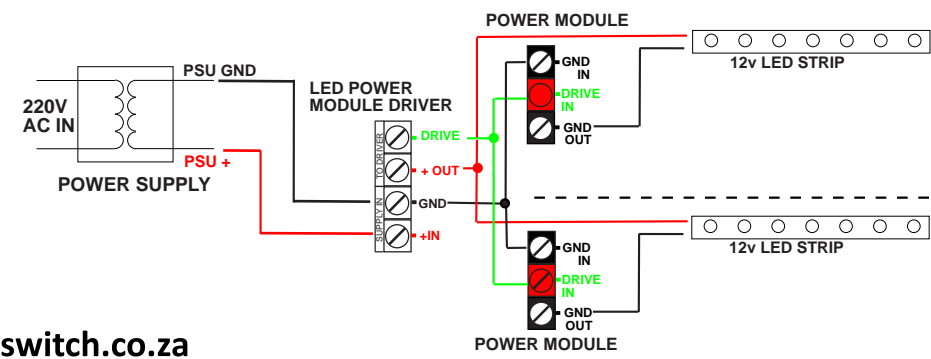 POWER MODULE
12v LED STRIP
GND
IN
DRIVE
IN
GND
OUT
PSU GND
220V
AC IN
PSU +
POWER SUPPLY
LED POWER
MODULE DRIVER
TO DRIVER
SUPPLY IN
DRIVE
+ OUT
GND
+IN
12v LED STRIP
GND
IN
DRIVE
IN
GND
OUT
POWER MODULE
switch.co.za